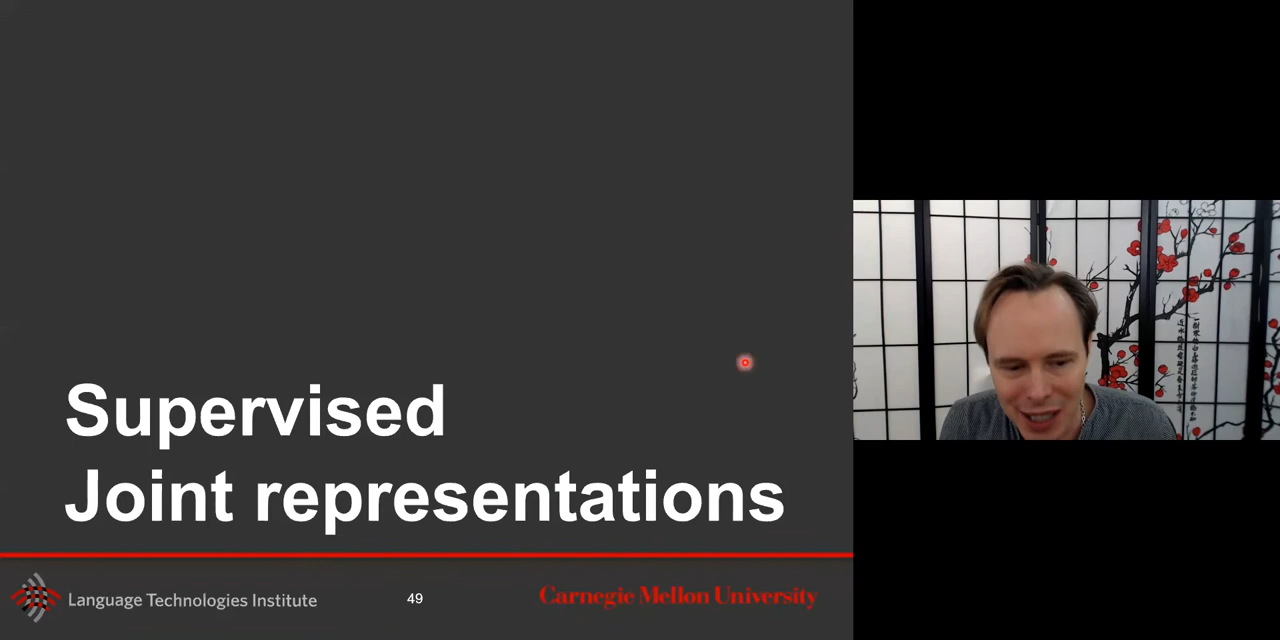 Supervised
Joint representations
Language Technologies Institute
49
Carnegie Mellon University